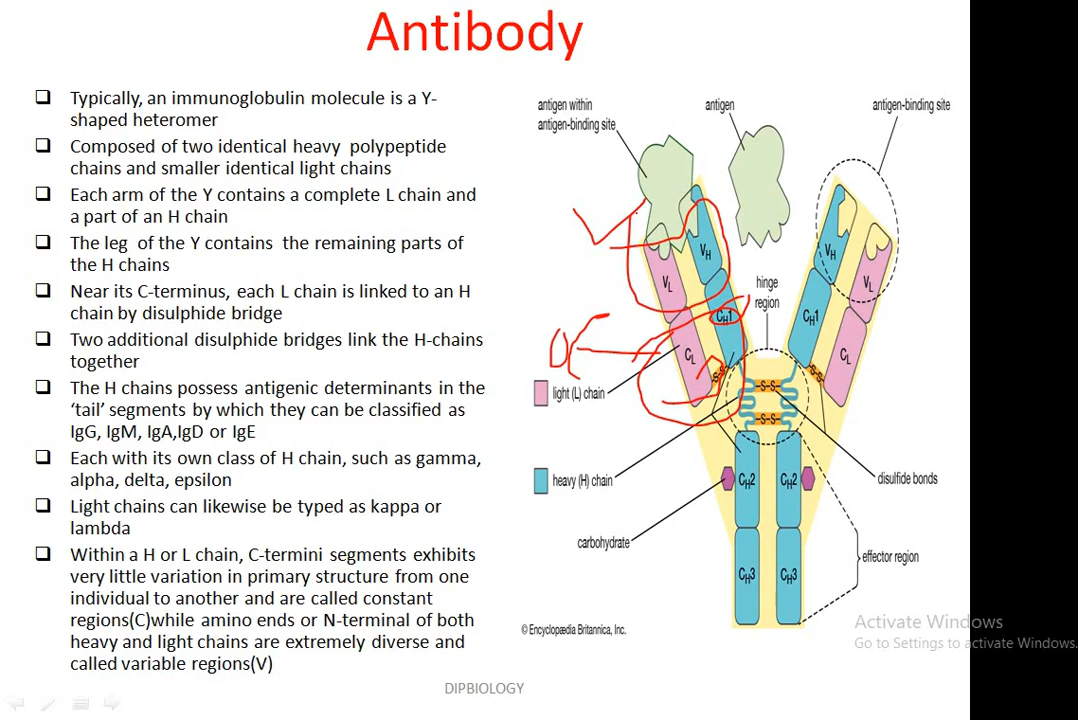 Antibody
Typically, an immunoglobulin molecule is a Y-
shaped heteromer
Composed of two identical heavy polypeptide
chains and smaller identical light chains
Each arm of the Y contains a complete L chain and
a part of an H chain
The leg of the Y contains the remaining parts of
the H chains
Near its C-terminus, each L chain is linked to an H
chain by disulphide bridge
Two additional disulphide bridges link the H-chains
together
The H chains possess antigenic determinants in the
‘tail’ segments by which they can be classified as
IgG, IgM, IgA,IgD or IgE
Each with its own class of H chain, such as gamma,
alpha, delta, epsilon
Light chains can likewise be typed as kappa or
lambda
Within a H or L chain, C-termini segments exhibits
very little variation in primary structure from one
individual to another and are called constant
regions(C)while amino ends or N-terminal of both
heavy and light chains are extremely diverse and
called variable regions(V)
antigen within
antigen-binding site
antigen
antigen-binding site
VH
VL
VH
VL
hinge
region
CH1
CH1
CL
CL
light (L) chain
-S-S-
-S-S-
S-S
S-S
heavy (H) chain
CH2
CH2
disulfide bonds
carbohydrate
effector region
CH3
CH3
© Encyclopædia Britannica, Inc.
Activate Windows
Go to Settings to activate Windows.
DIPBIOLOGY